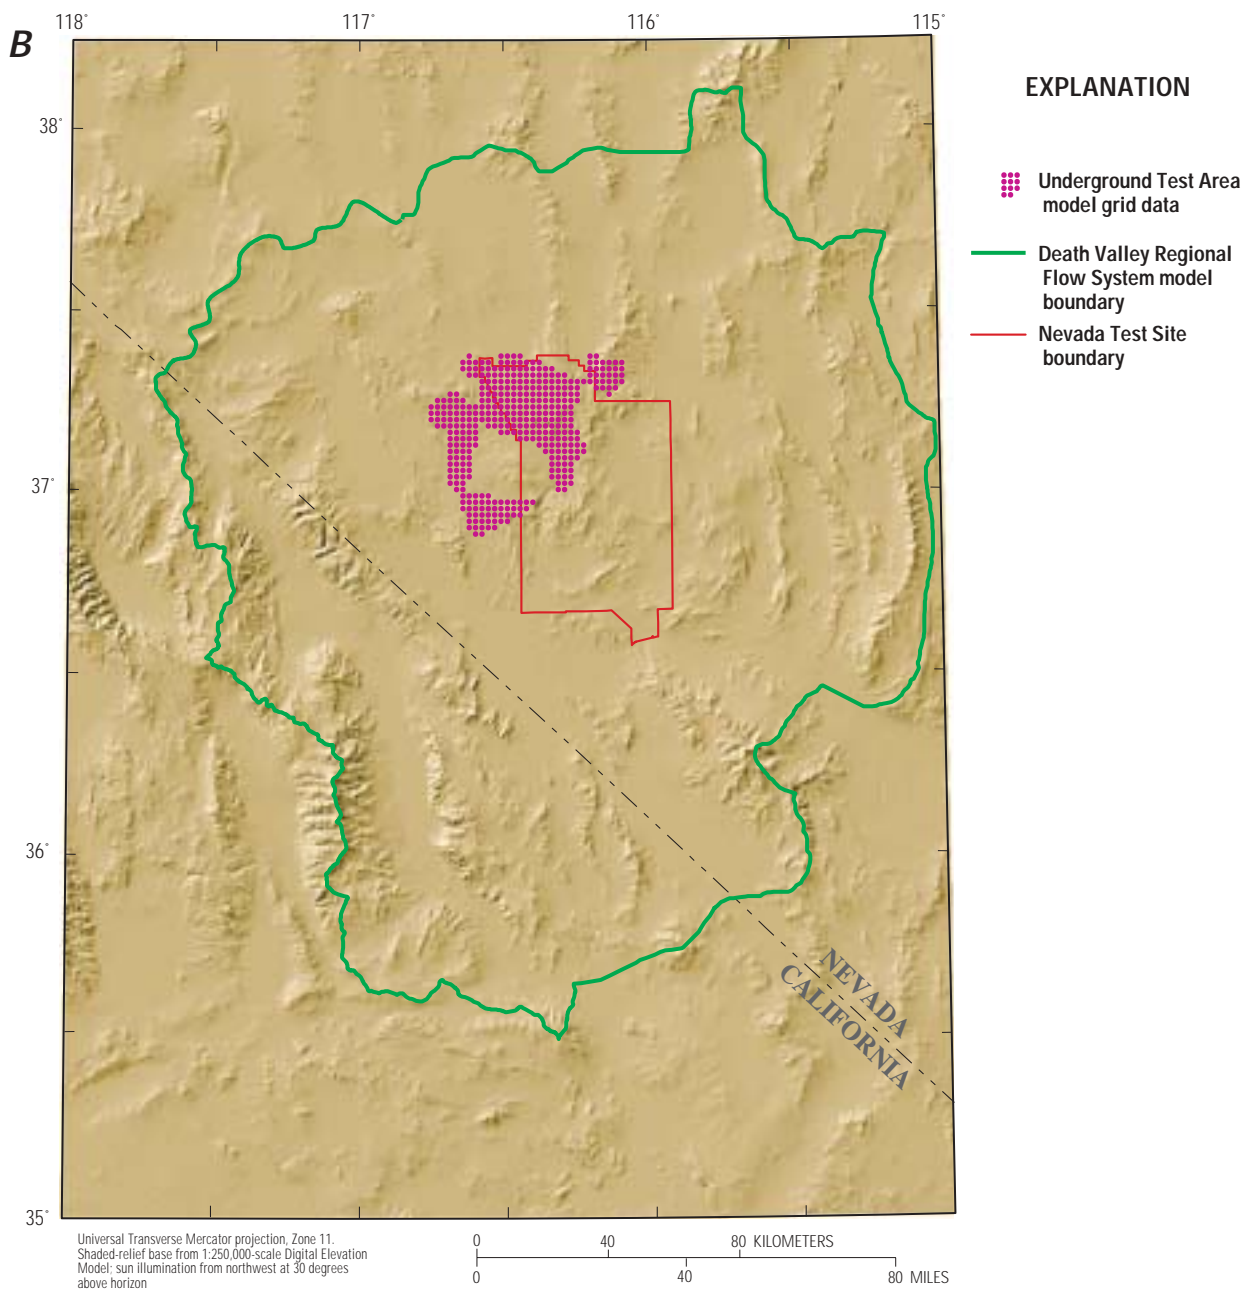 118°
117°
116°
115°
B
38°
37°
36°
35°
EXPLANATION
Underground Test Area
model grid data
Death Valley Regional
Flow System model
boundary
Nevada Test Site
boundary
NEVADA
CALIFORNIA
Universal Transverse Mercator projection, Zone 11.
Shaded-relief base from 1:250,000-scale Digital Elevation
Model; sun illumination from northwest at 30 degrees
above horizon
0 40 80 KILOMETERS
0 40 80 MILES